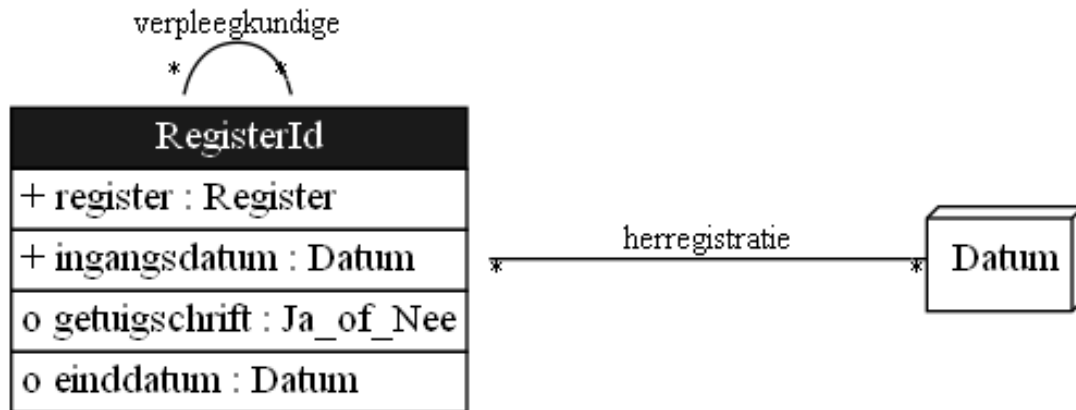 verpleegkundige
* *
RegisterId
+ register : Register
+ ingangsdatum : Datum
o getuigschrift : Ja_of_Nee
o einddatum : Datum
herregistratie
* *
Datum